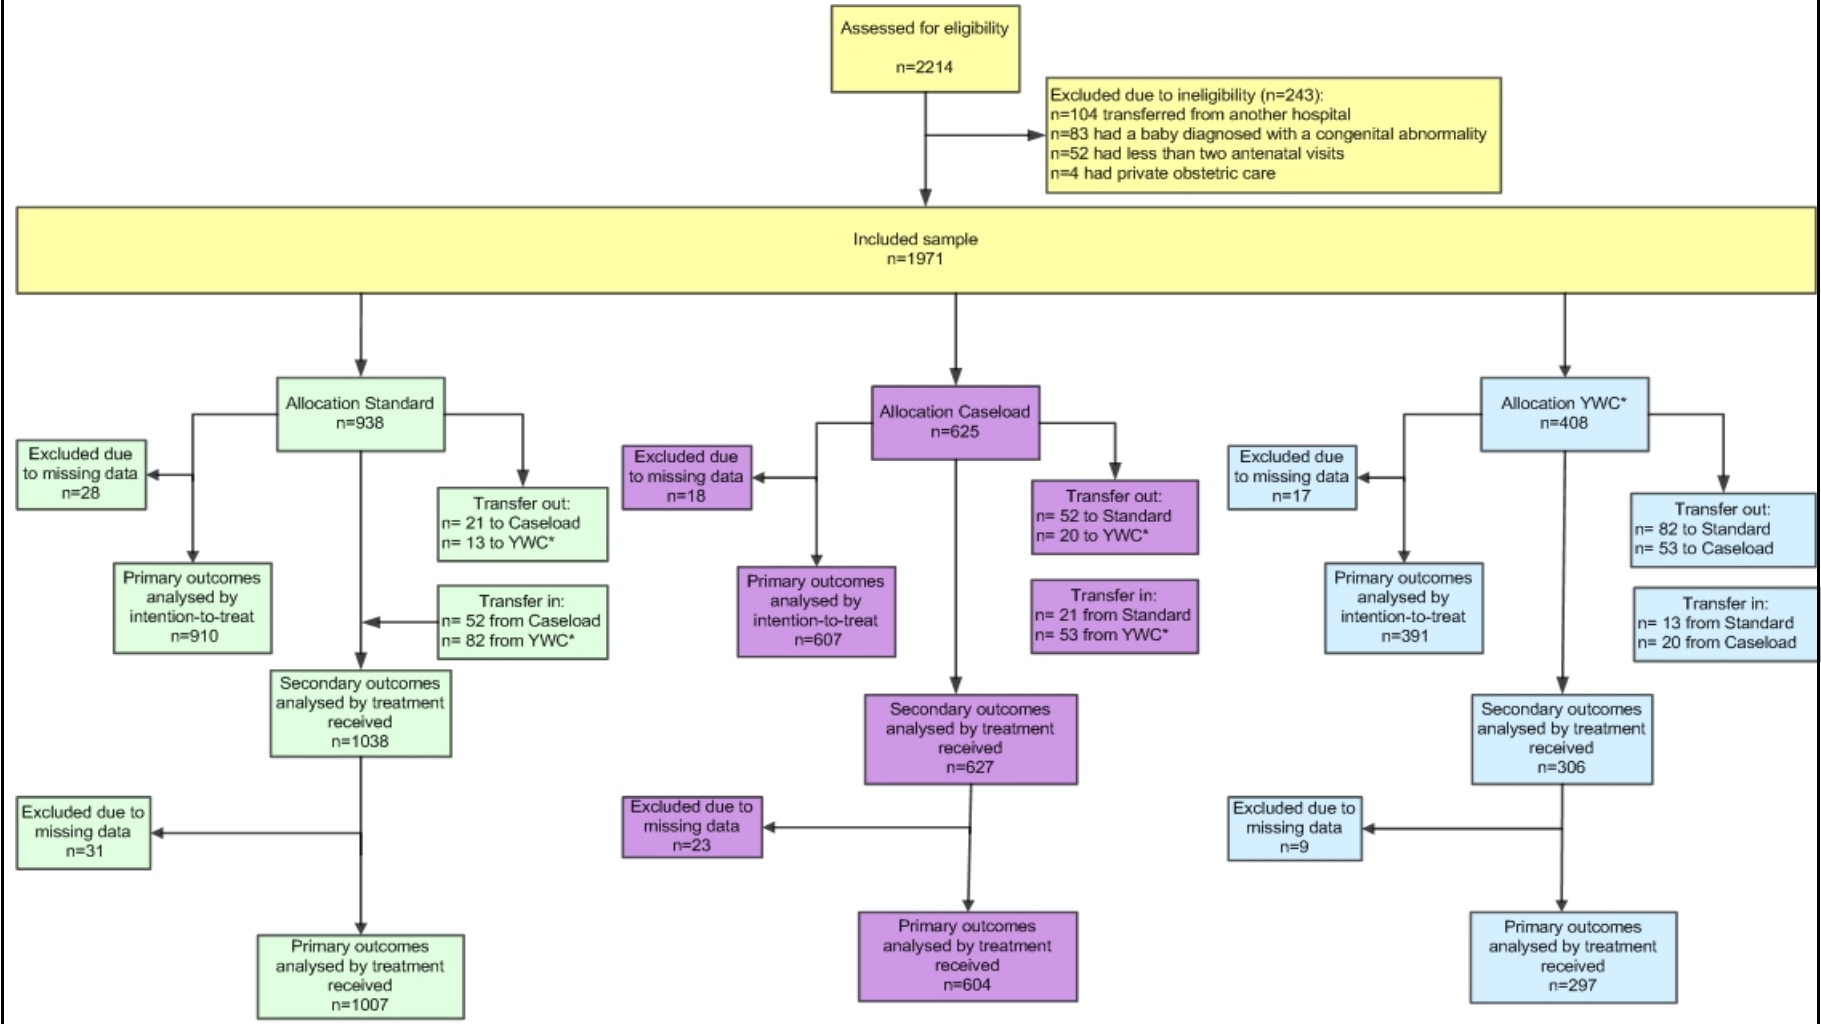 Assessed for eligibility
n=2214
Excluded due to ineligibility (n=243):
n=104 transferred from another hospital
n=83 had a baby diagnosed with a congenital abnormality
n=52 had less than two antenatal visits
n=4 had private obstetric care
Included sample
n=1971
Allocation Standard
n=938
Excluded due
to missing data
n=28
Transfer out:
n= 21 to Caseload
n= 13 to YWC*
Primary outcomes
analysed by
intention-to-treat
n=910
Transfer in:
n= 52 from Caseload
n= 82 from YWC*
Secondary outcomes
analysed by treatment
received
n=1038
Excluded due to
missing data
n=31
Primary outcomes
analysed by treatment
received
n=1007
Allocation Caseload
n=625
Excluded due
to missing data
n=18
Transfer out:
n= 52 to Standard
n= 20 to YWC*
Primary outcomes
analysed by
intention-to-treat
n=607
Transfer in:
n= 21 from Standard
n= 53 from YWC*
Secondary outcomes
analysed by treatment
received
n=627
Excluded due to
missing data
n=23
Primary outcomes
analysed by treatment
received
n=604
Allocation YWC*
n=408
Excluded due
to missing data
n=17
Transfer out:
n= 82 to Standard
n= 53 to Caseload
Primary outcomes
analysed by
intention-to-treat
n=391
Transfer in:
n= 13 from Standard
n= 20 from Caseload
Secondary outcomes
analysed by treatment
received
n=306
Excluded due to
missing data
n=9
Primary outcomes
analysed by treatment
received
n=297